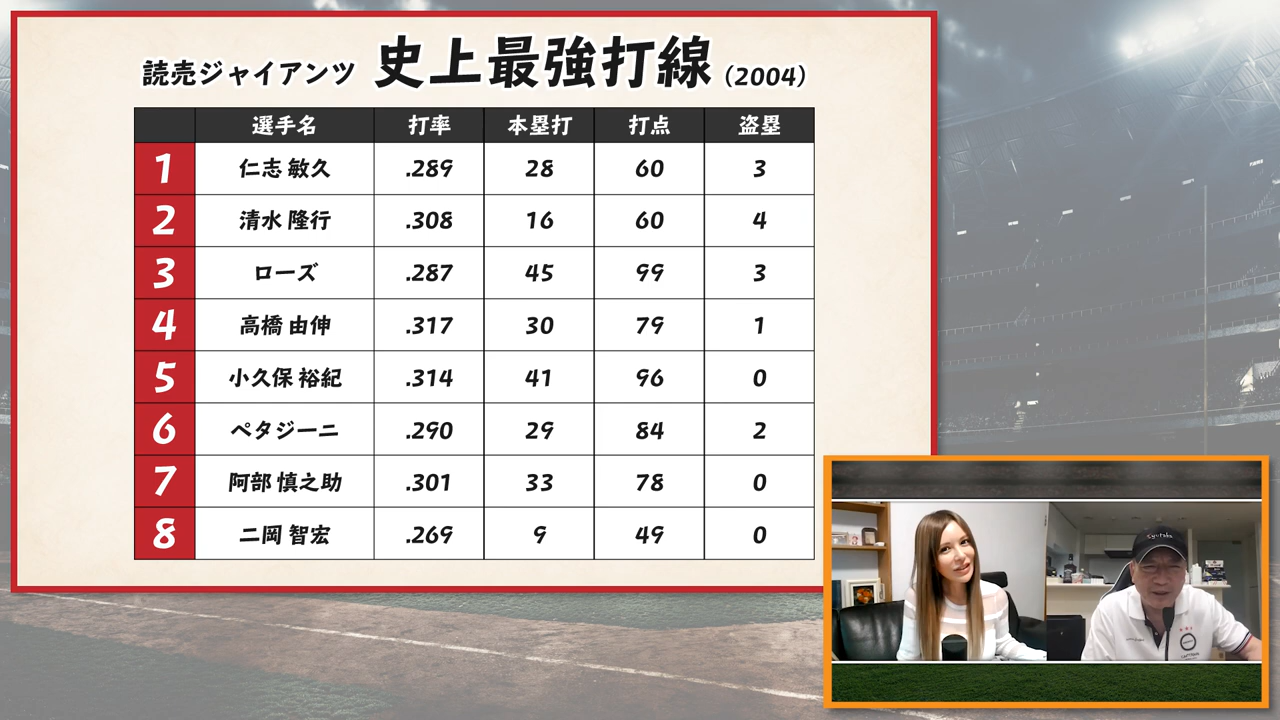 読売ジャイアンツ 史上最強打線 (2004)
選手名 打率 本塁打 打点 盗塁
1 仁志 敏久 .289 28 60 3
2 清水 隆行 .308 16 60 4
3 ローズ .287 45 99 3
4 高橋 由伸 .317 30 79 1
5 小久保 裕紀 .314 41 96 0
6 ペタジーニ .290 29 84 2
7 阿部 慎之助 .301 33 78 0
8 二岡 智宏 .269 9 49 0